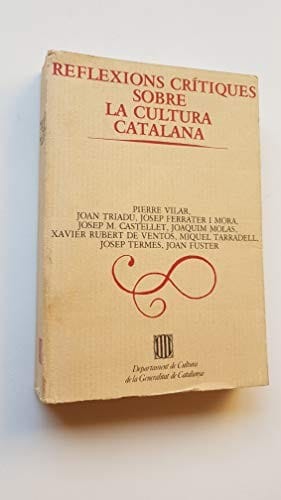 REFLEXIONS CRÍTIQUES
SOBRE
LA CULTURA
CATALANA
PIERRE VILAR,
JOAN TRIADU, JOSEP FERRATER I MORA,
JOSEP M. CASTELLET, JOAQUIM MOLAS,
XAVIER RUBERT DE VENTOS, MIQUEL TARRADELL,
JOSEP TERMES, JOAN FUSTER
Departament de Cultura
de la Generalitat de Catalunya